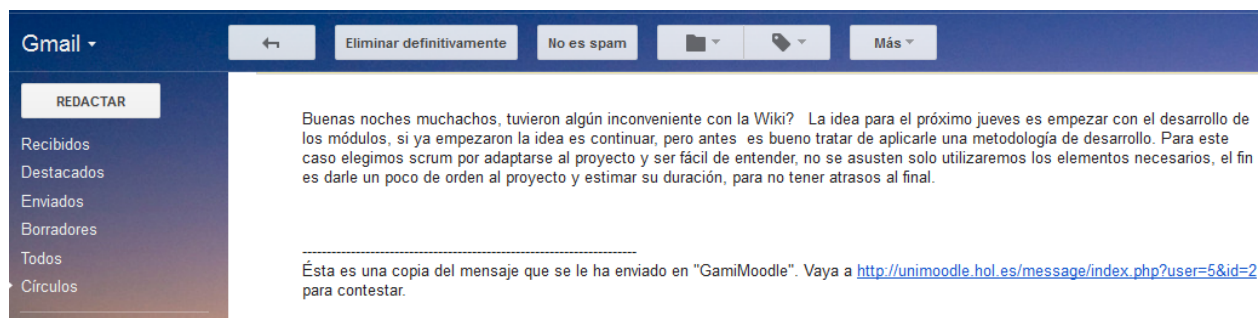 Gmail
Eliminar definitivamente
No es spam
Más
REDACTAR
Recibidos
Destacados
Enviados
Borradores
Todos
Círculos
Buenas noches muchachos, tuvieron algún inconveniente con la Wiki?   La idea para el próximo jueves es empezar con el desarrollo de
los módulos, si ya empezaron la idea es continuar, pero antes  es bueno tratar de aplicarle una metodología de desarrollo. Para este
caso elegimos scrum por adaptarse al proyecto y ser fácil de entender, no se asusten solo utilizaremos los elementos necesarios, el fin
es darle un poco de orden al proyecto y estimar su duración, para no tener atrasos al final.
---------------------------------------------------------------------
Ésta es una copia del mensaje que se le ha enviado en "GamiMoodle". Vaya a http://unimoodle.hol.es/message/index.php?user=5&id=2
para contestar.